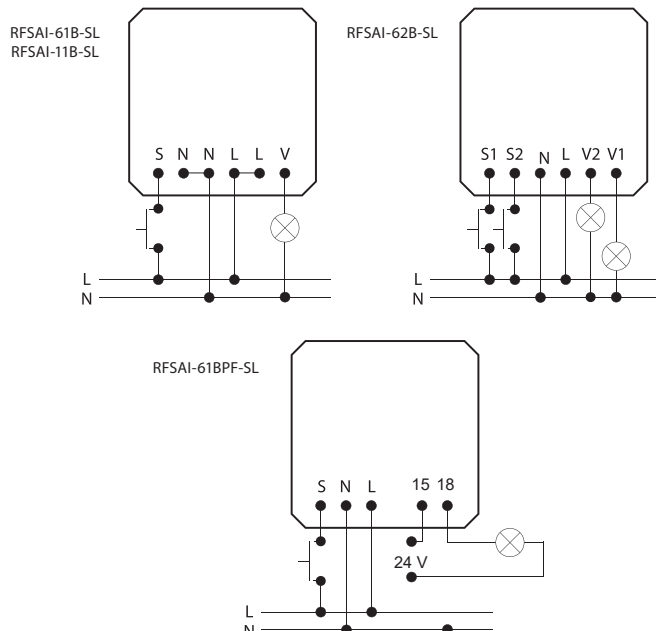 RFSAI-61B-SL
RFSAI-11B-SL
S N N L L V
L
N
RFSAI-62B-SL
S1 S2 N L V2 V1
L
N
RFSAI-61BPF-SL
S N L 15 18
24 V
L
N